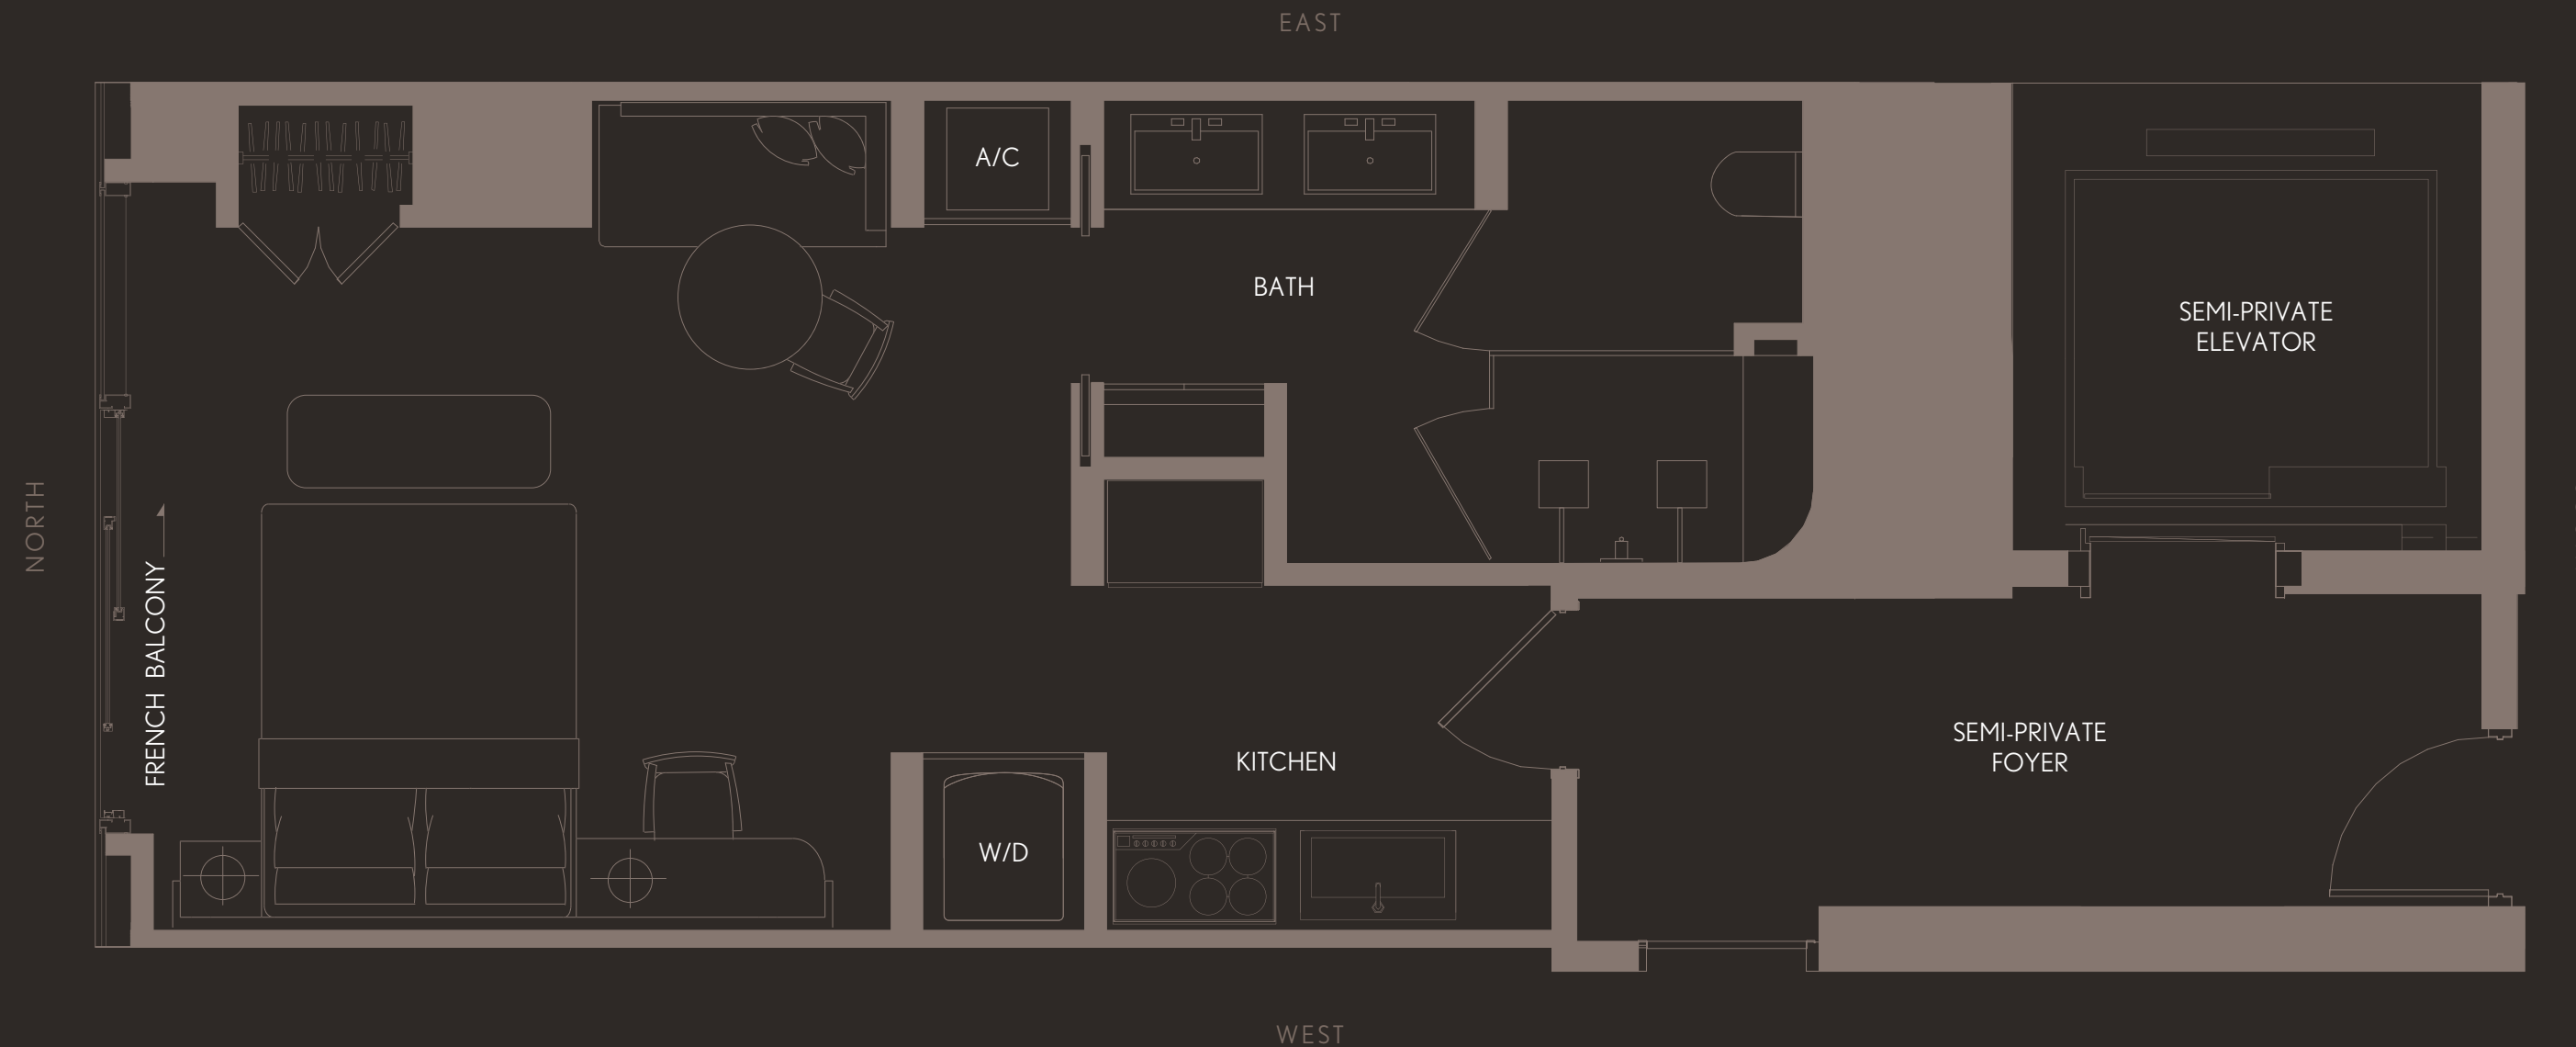 EAST
A/C
BATH
SEMI-PRIVATE
ELEVATOR
NORTH
FRENCH BALCONY
KITCHEN
SEMI-PRIVATE
FOYER
W/D
WEST